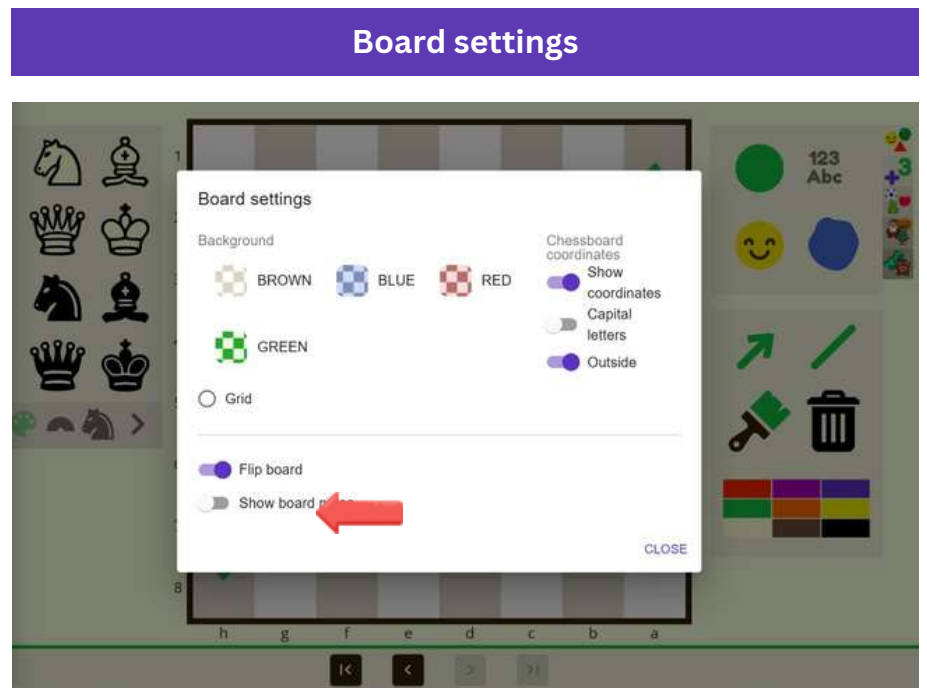 Board settings
123
Abc
1
3
Board settings
Background
Chessboard
coordinates
BROWN
BLUE
RED
Show
coordinates
Capital
letters
GREEN
Outside
Grid
Flip board
Show board
CLOSE
8
h g f e d c b a